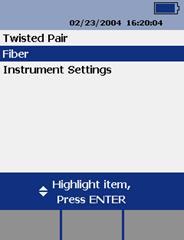 02/23/2004 16:20:04
Twisted Pair
Fiber
Instrument Settings
Highlight item,
Press ENTER